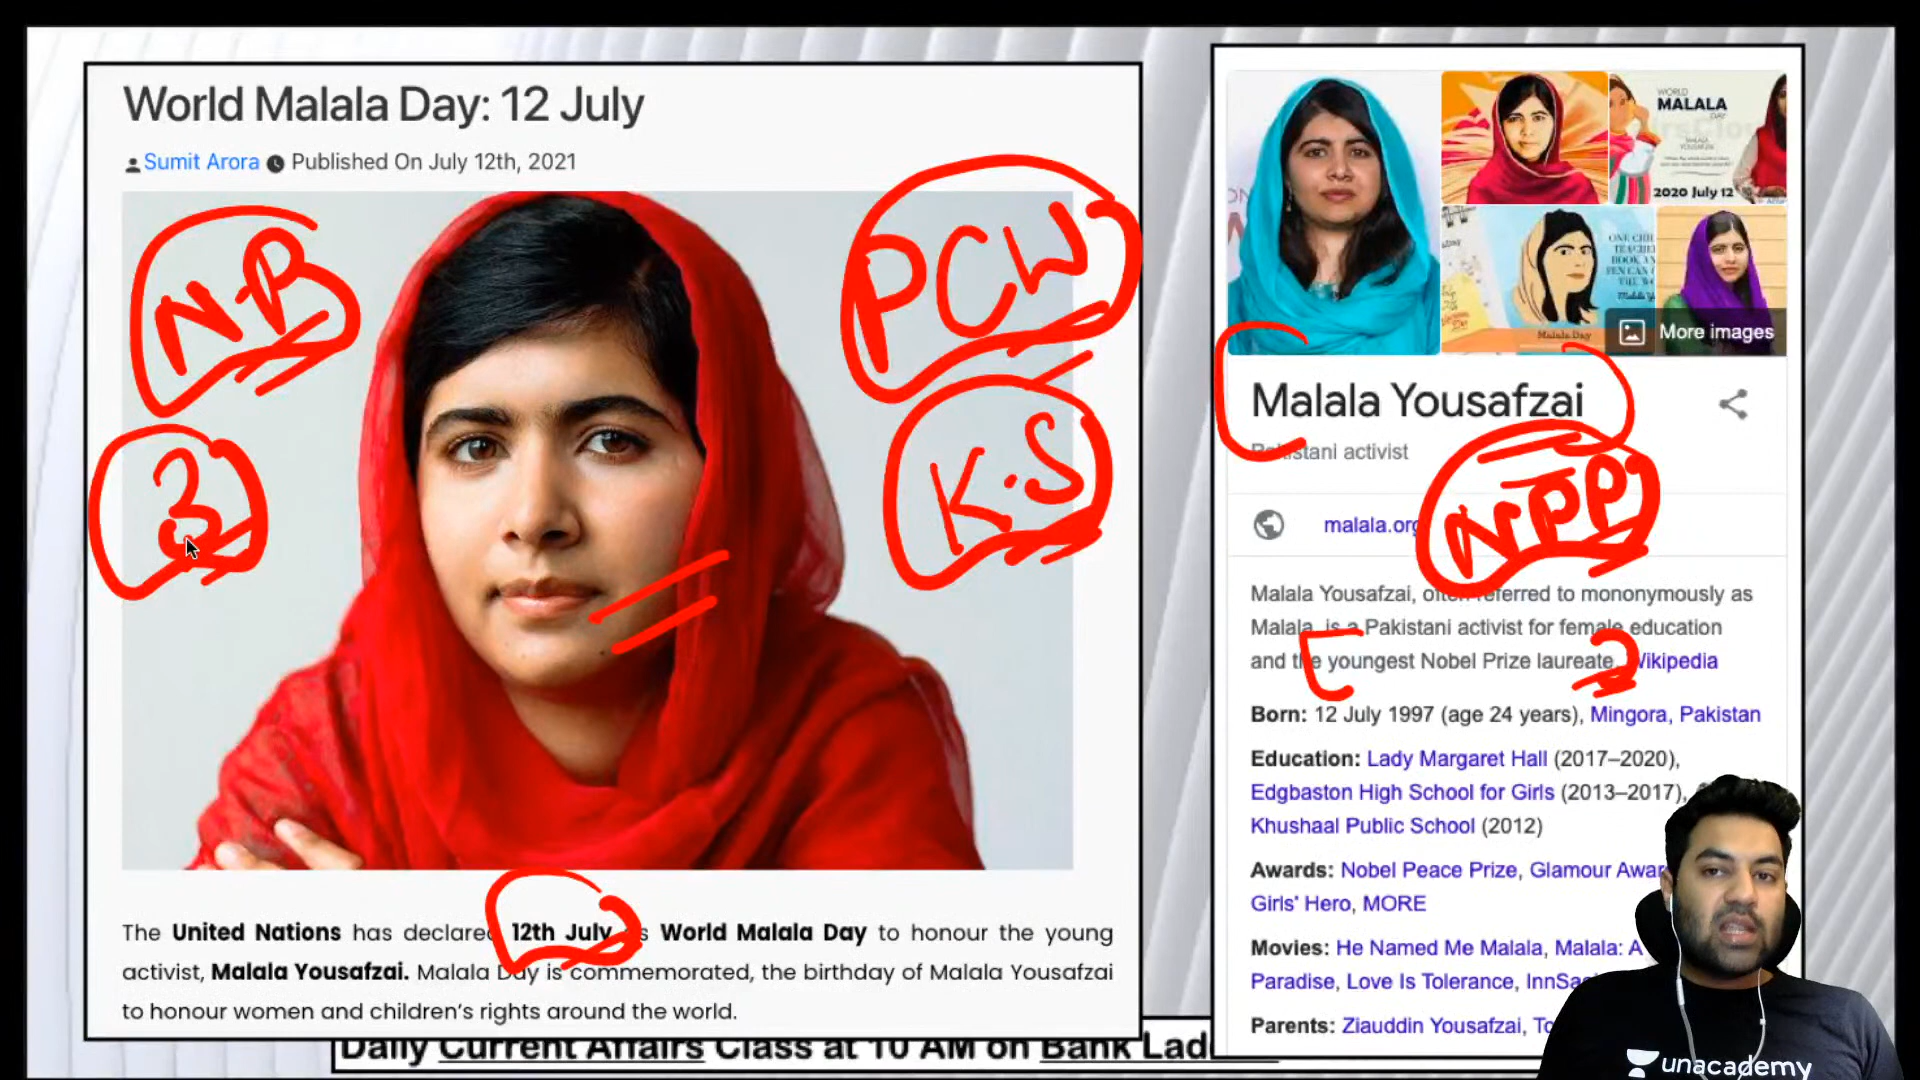 World Malala Day: 12 July
Sumit Arora Published On July 12th, 2021
N.P
PCW
3
K.S
The United Nations has declared 12th July as World Malala Day to honour the young
activist, Malala Yousafzai. Malala Day is commemorated, the birthday of Malala Yousafzai
to honour women and children's rights around the world.
WORLD
MALALA
DAY
2020 July 12
Malala Day
More images
Malala Yousafzai
Pakistani activist
NPP
malala.org
Malala Yousafzai, often referred to mononymously as
Malala, is a Pakistani activist for female education
and the youngest Nobel Prize laureate. Wikipedia
2
Born: 12 July 1997 (age 24 years), Mingora, Pakistan
Education: Lady Margaret Hall (2017–2020),
Edgbaston High School for Girls (2013–2017),
Khushaal Public School (2012)
Awards: Nobel Peace Prize, Glamour Awar
Girls' Hero, MORE
Movies: He Named Me Malala, Malala: A
Paradise, Love Is Tolerance, InnSa
Parents: Ziauddin Yousafzai, To
Daily Current Affairs Class at 10 AM on Bank Lad
unacademy